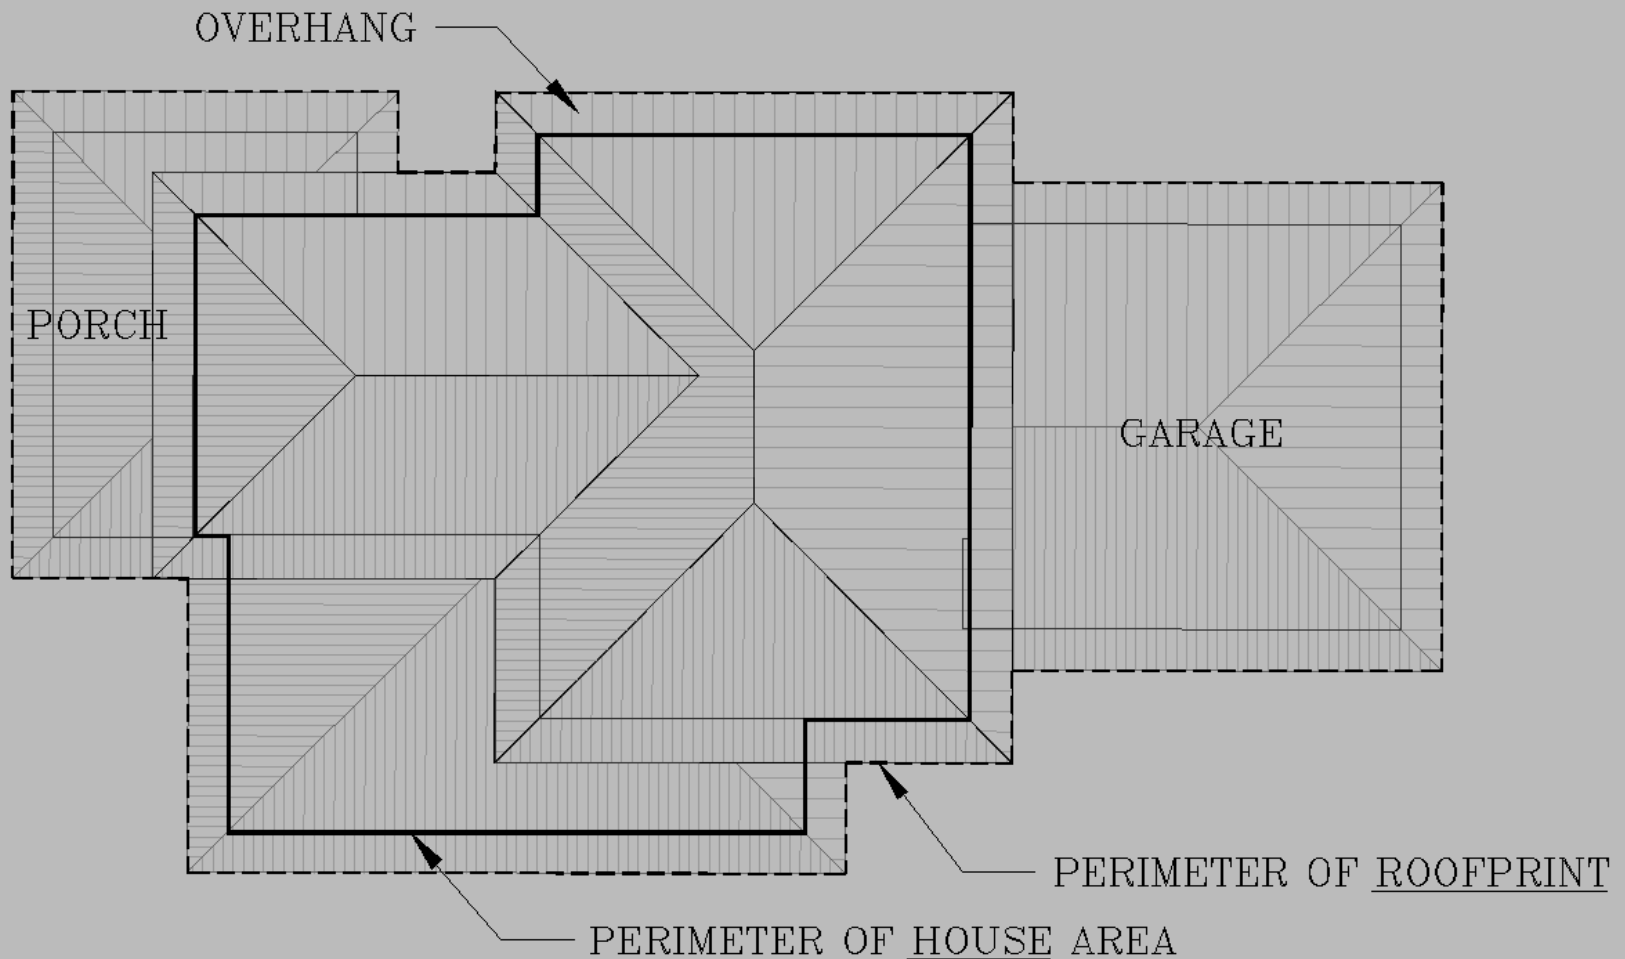 OVERHANG
PORCH
GARAGE
PERIMETER OF ROOFPRINT
PERIMETER OF HOUSE AREA